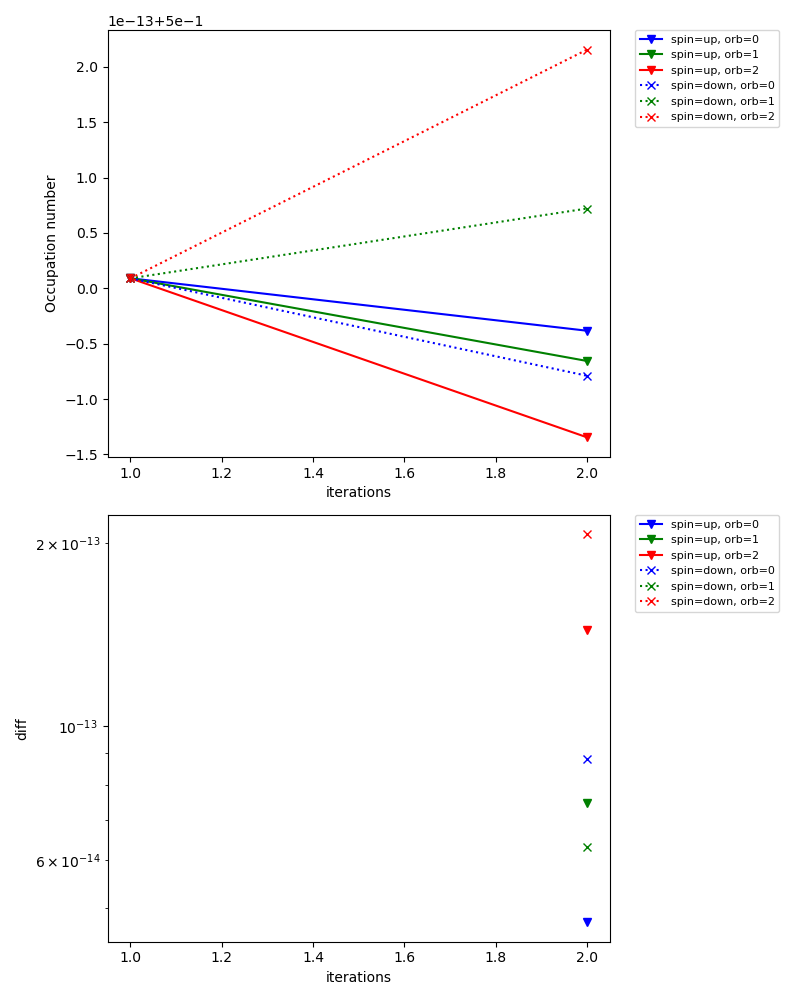 1e−13+5e−1
2.0
1.5
1.0
0.5
0.0
−0.5
−1.0
−1.5
Occupation number
1.0 1.2 1.4 1.6 1.8 2.0
iterations
spin=up, orb=0
spin=up, orb=1
spin=up, orb=2
spin=down, orb=0
spin=down, orb=1
spin=down, orb=2
2 × 10⁻¹³
10⁻¹³
6 × 10⁻¹⁴
diff
1.0 1.2 1.4 1.6 1.8 2.0
iterations
spin=up, orb=0
spin=up, orb=1
spin=up, orb=2
spin=down, orb=0
spin=down, orb=1
spin=down, orb=2